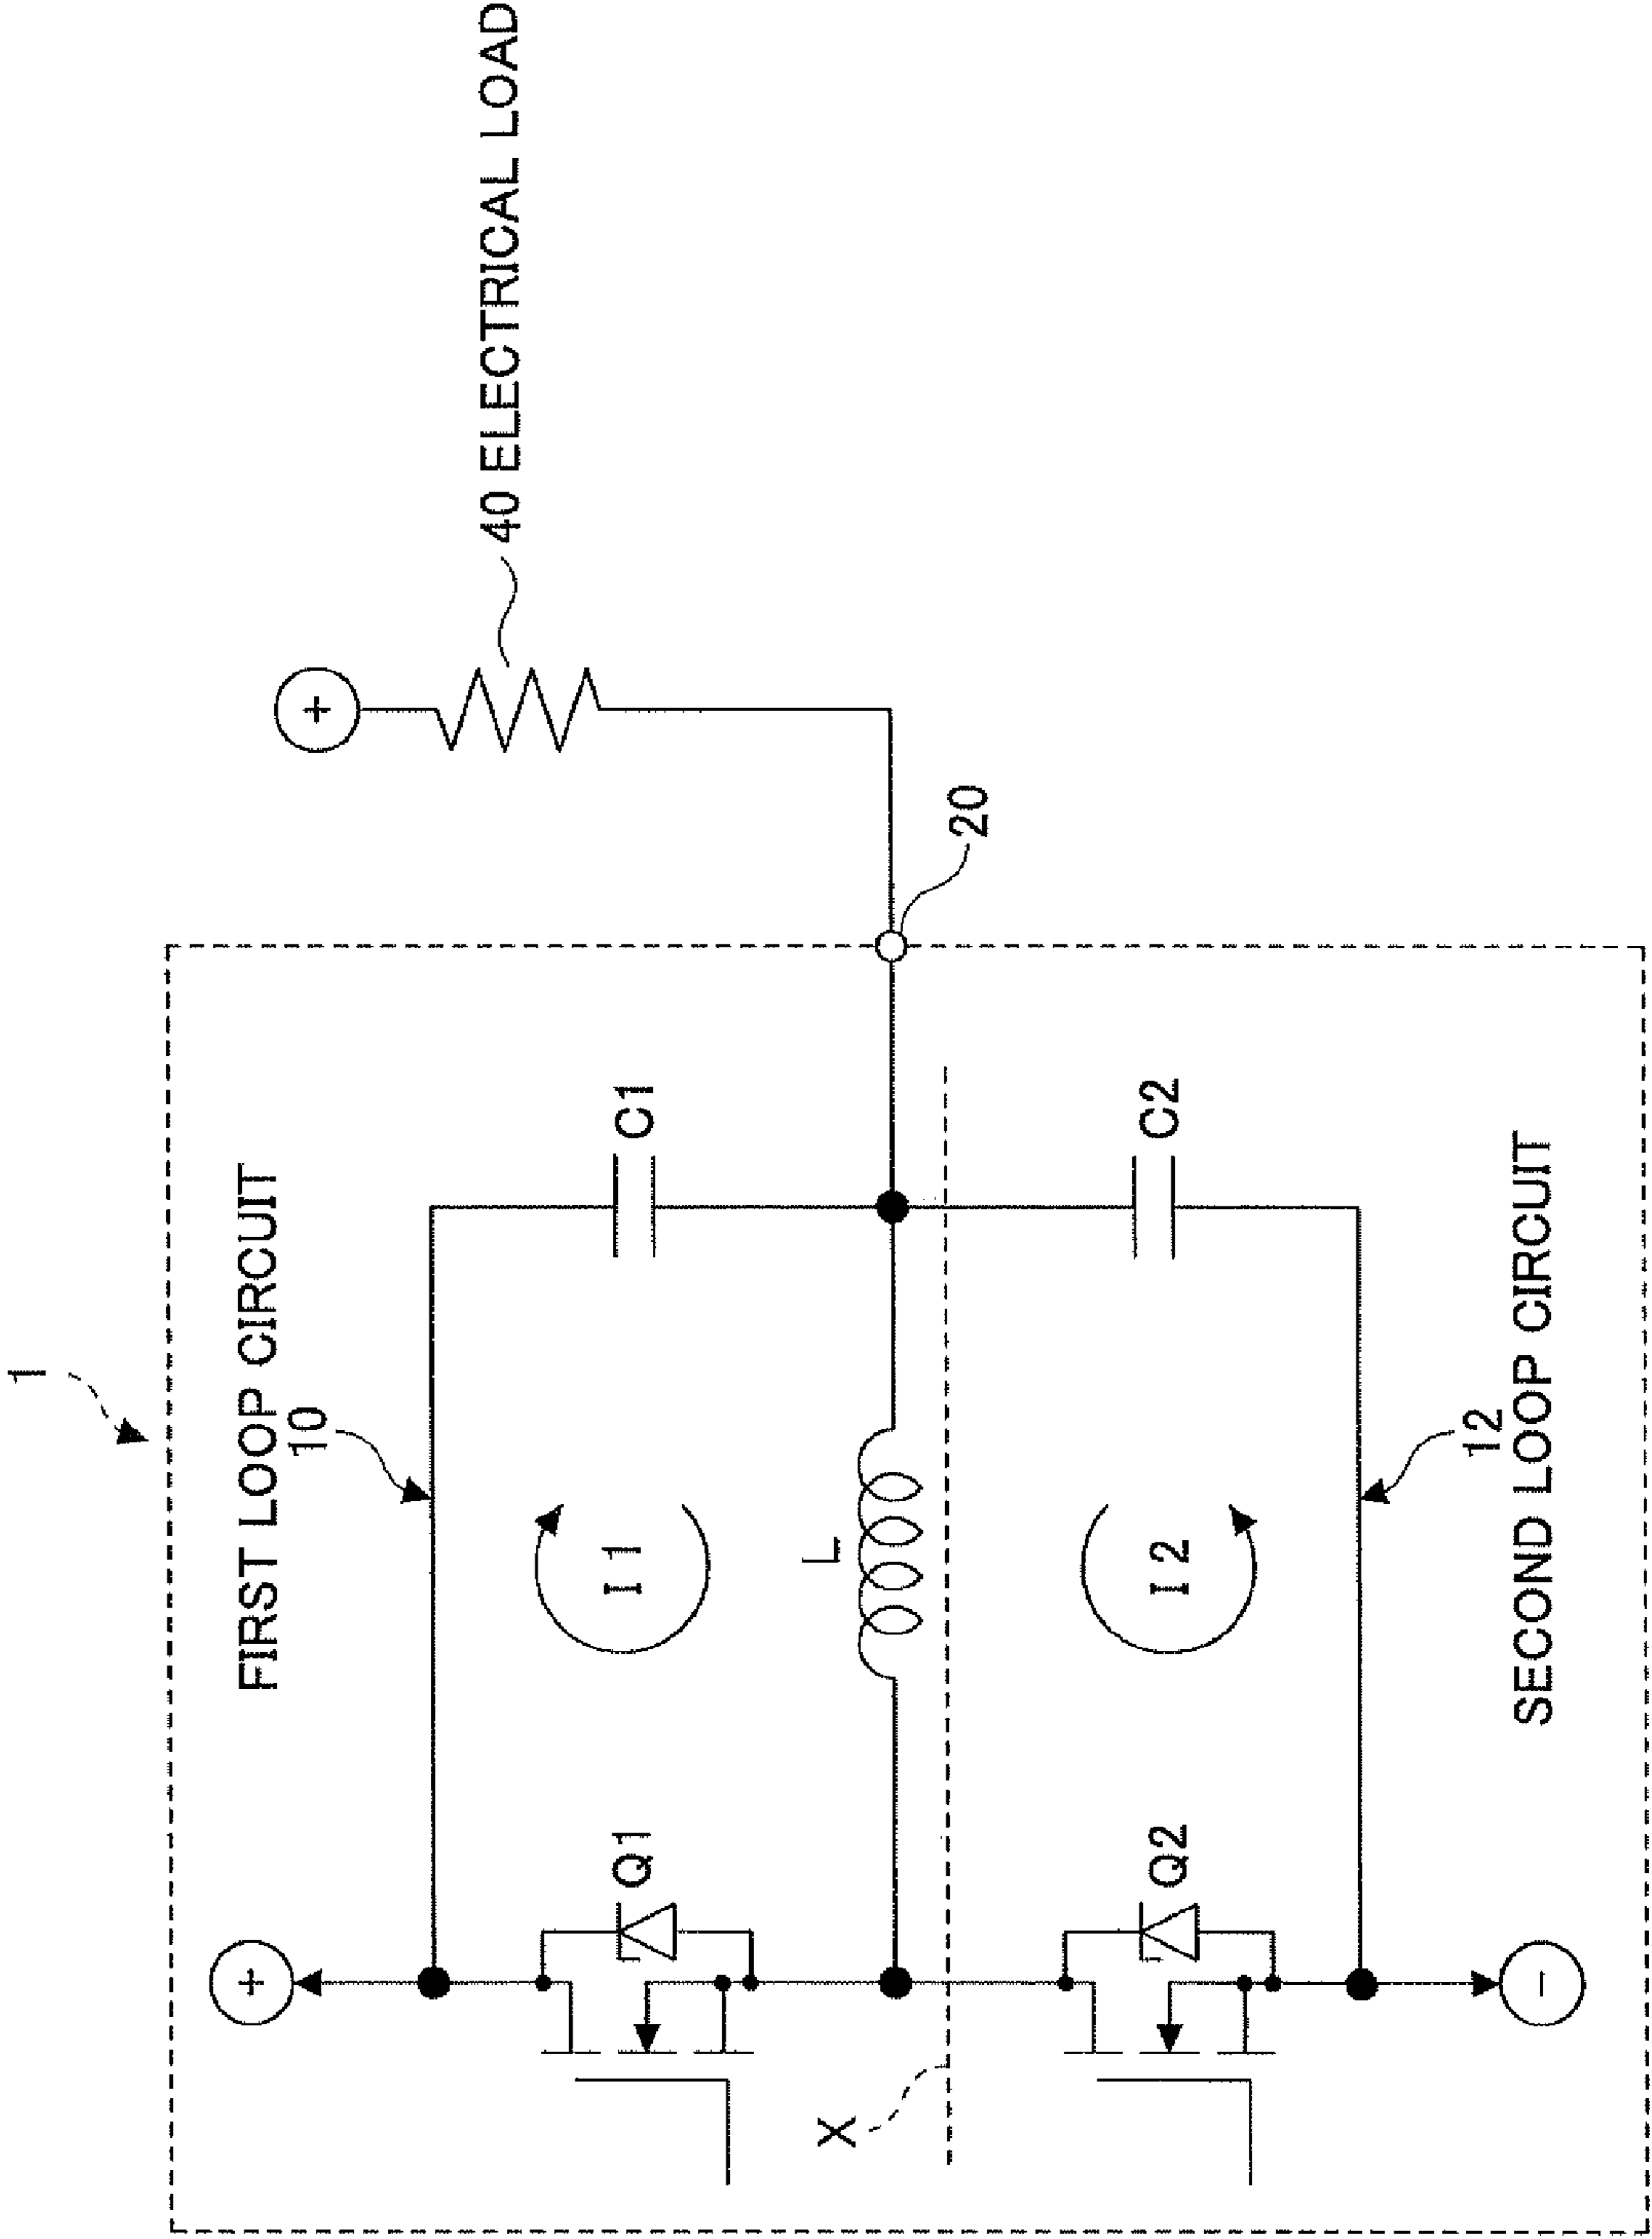 1
+
FIRST LOOP CIRCUIT
10
+
40 ELECTRICAL LOAD
Q1
I1
C1
L
X
20
Q2
I2
C2
12
SECOND LOOP CIRCUIT
−